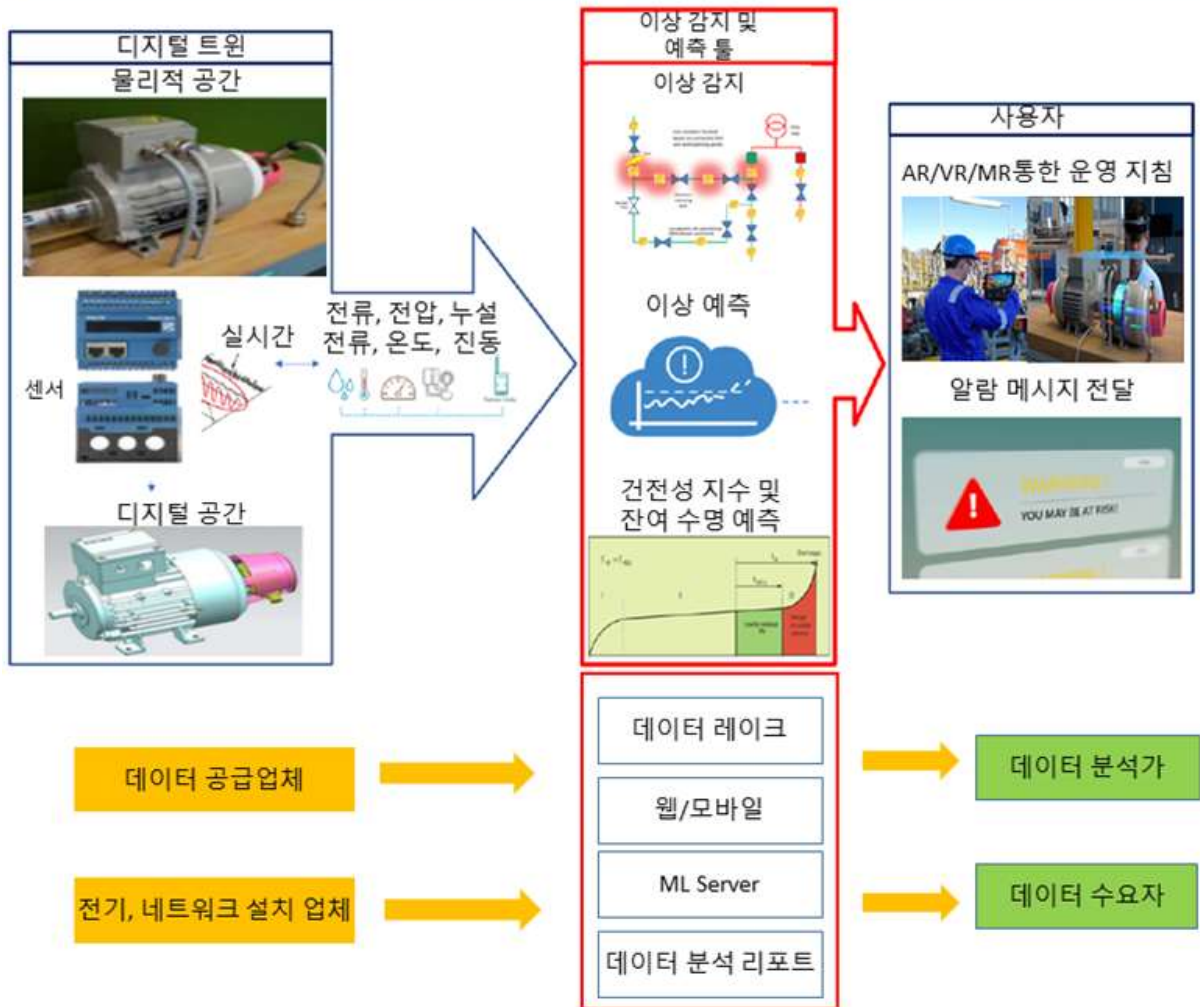 디지털 트윈
물리적 공간
센서
실시간
전류, 전압, 누설
전류, 온도, 진동
디지털 공간
이상 감지 및
예측 툴
이상 감지
이상 예측
건전성 지수 및
잔여 수명 예측
사용자
AR/VR/MR통한 운영 지침
알람 메시지 전달
YOU MAY BE AT RISK!
데이터 공급업체
전기, 네트워크 설치 업체
데이터 레이크
웹/모바일
ML Server
데이터 분석 리포트
데이터 분석가
데이터 수요자